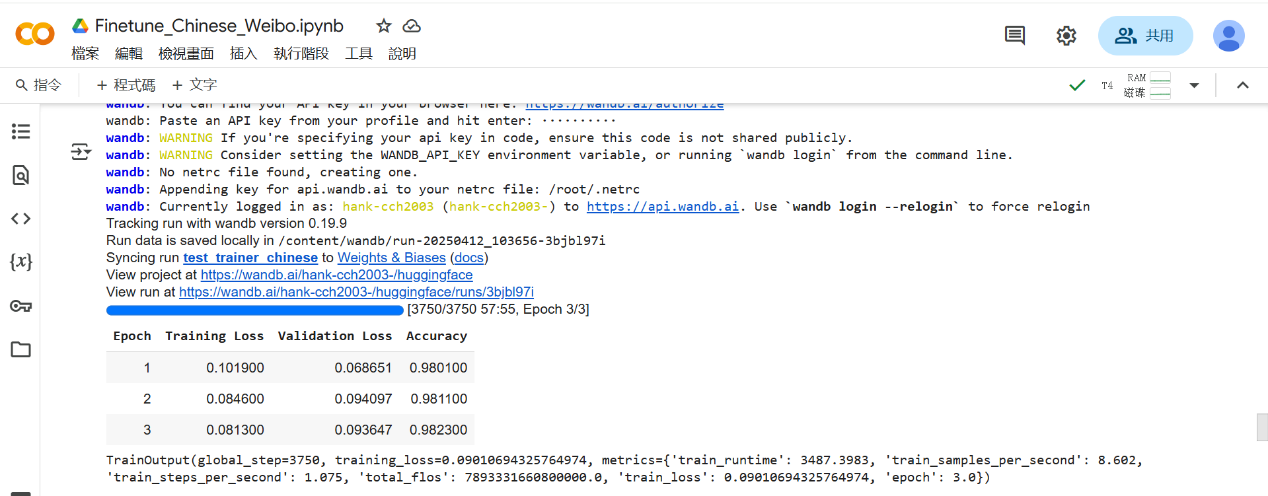 Finetune_Chinese_Weibo.ipynb
檔案 編輯 檢視畫面 插入 執行階段 工具 說明
共用
指令 + 程式碼 + 文字
T4 RAM 磁碟
wandb: You can find your API key in your browser here: https://wandb.ai/authorize
wandb: Paste an API key from your profile and hit enter: ··········
wandb: WARNING If you're specifying your api key in code, ensure this code is not shared publicly.
wandb: WARNING Consider setting the WANDB_API_KEY environment variable, or running `wandb login` from the command line.
wandb: No netrc file found, creating one.
wandb: Appending key for api.wandb.ai to your netrc file: /root/.netrc
wandb: Currently logged in as: hank-cch2003 (hank-cch2003-) to https://api.wandb.ai. Use `wandb login --relogin` to force relogin
Tracking run with wandb version 0.19.9
Run data is saved locally in /content/wandb/run-20250412_103656-3bjbl97i
Syncing run test_trainer_chinese to Weights & Biases (docs)
View project at https://wandb.ai/hank-cch2003-/huggingface
View run at https://wandb.ai/hank-cch2003-/huggingface/runs/3bjbl97i
[3750/3750 57:55, Epoch 3/3]
Epoch Training Loss Validation Loss Accuracy
1 0.101900 0.068651 0.980100
2 0.084600 0.094097 0.981100
3 0.081300 0.093647 0.982300
TrainOutput(global_step=3750, training_loss=0.09010694325764974, metrics={'train_runtime': 3487.3983, 'train_samples_per_second': 8.602,
'train_steps_per_second': 1.075, 'total_flos': 7893331660800000.0, 'train_loss': 0.09010694325764974, 'epoch': 3.0})